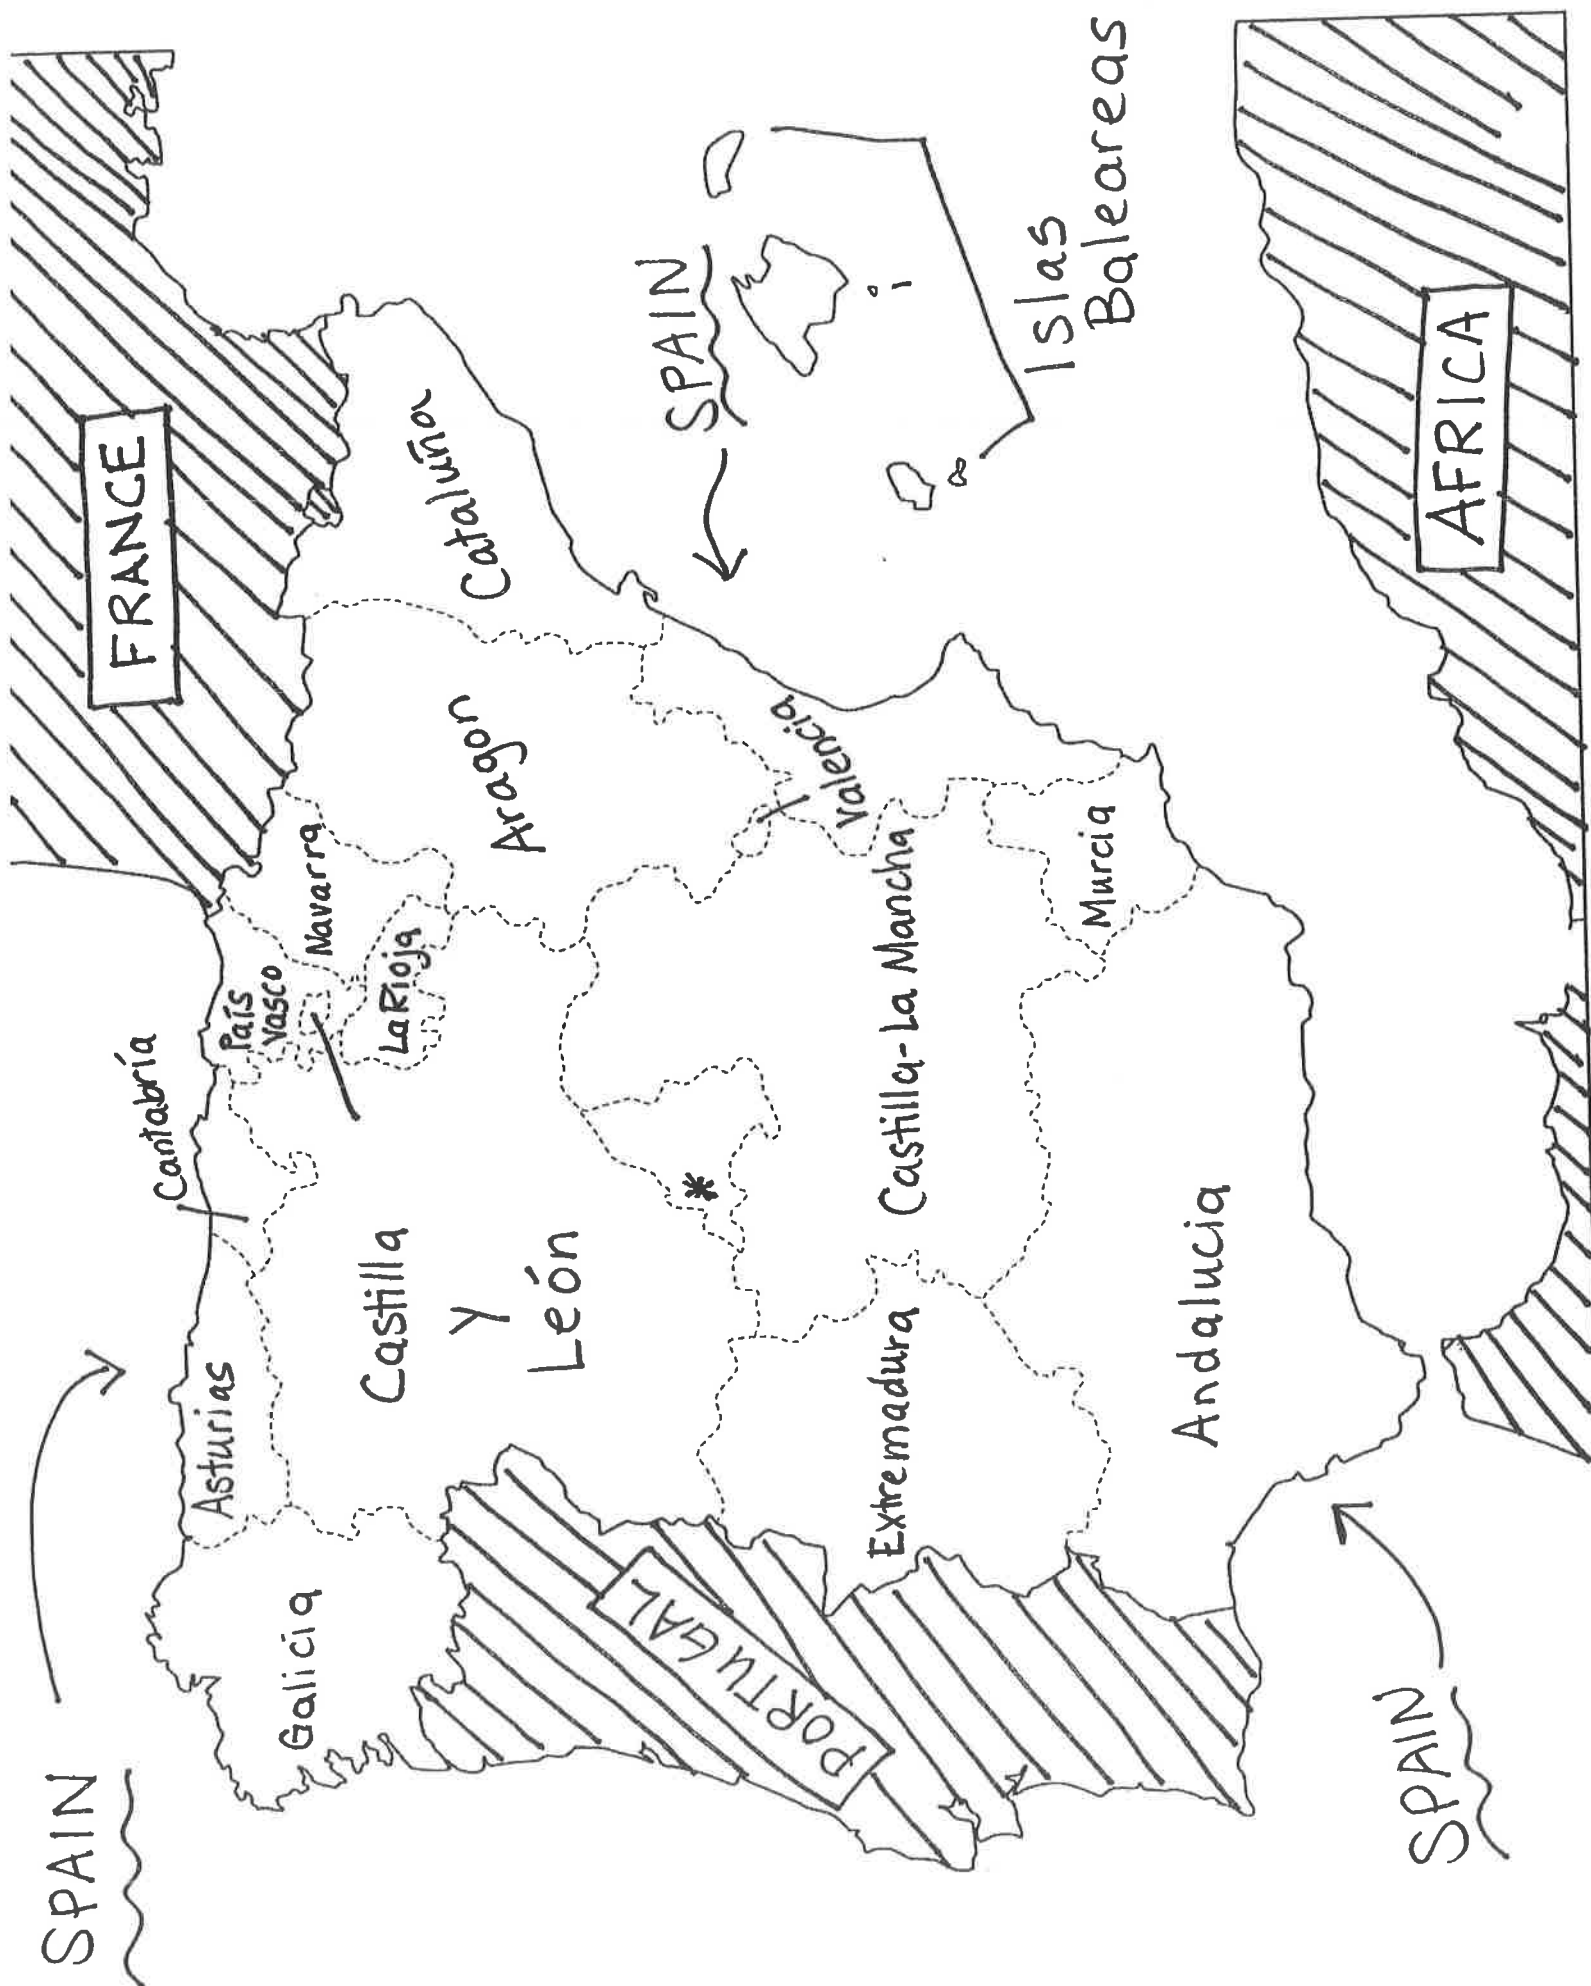 SPAIN
FRANCE
Cantabría
Galicia
Asturias
País
Vasco
Navarra
La Rioja
Castilla
y
León
Aragon
Cataluña
PORTUGAL
*
SPAIN
Valencia
Extremadura
Castilla-La Mancha
Murcia
Islas
Baleareas
Andalucia
SPAIN
AFRICA